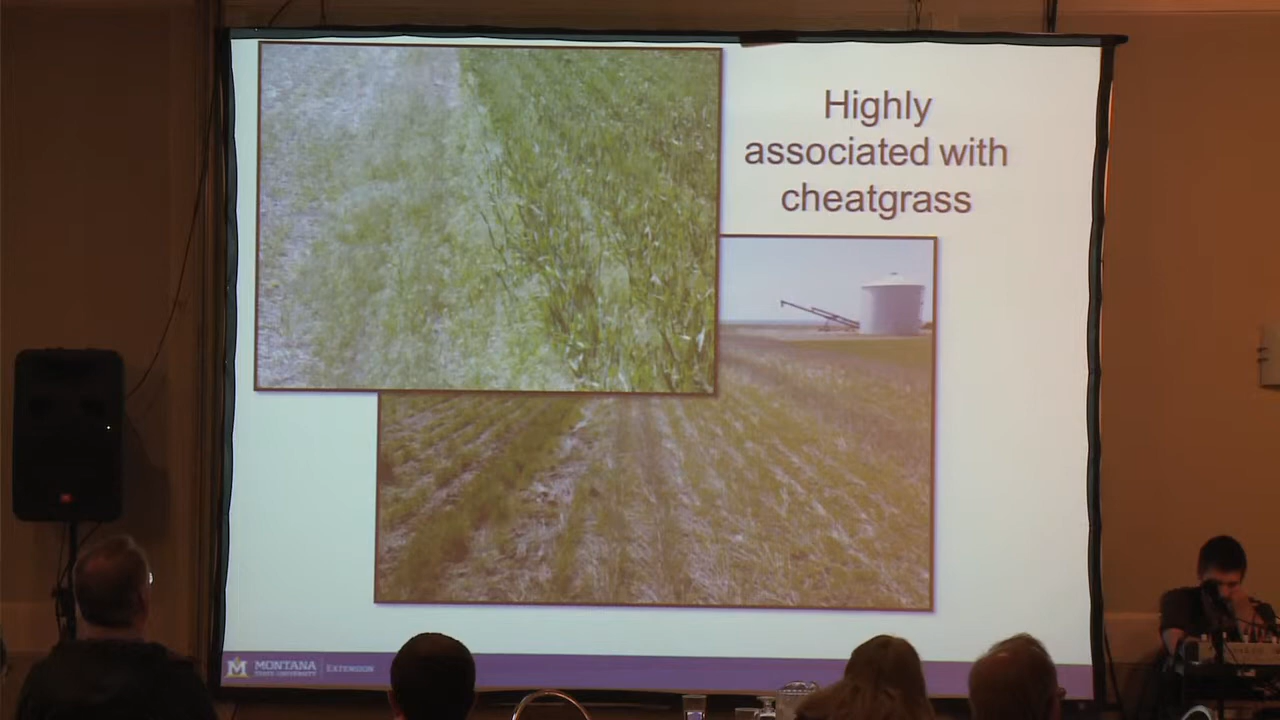 Highly
associated with
cheatgrass
M
MONTANA
STATE UNIVERSITY
EXTENSION